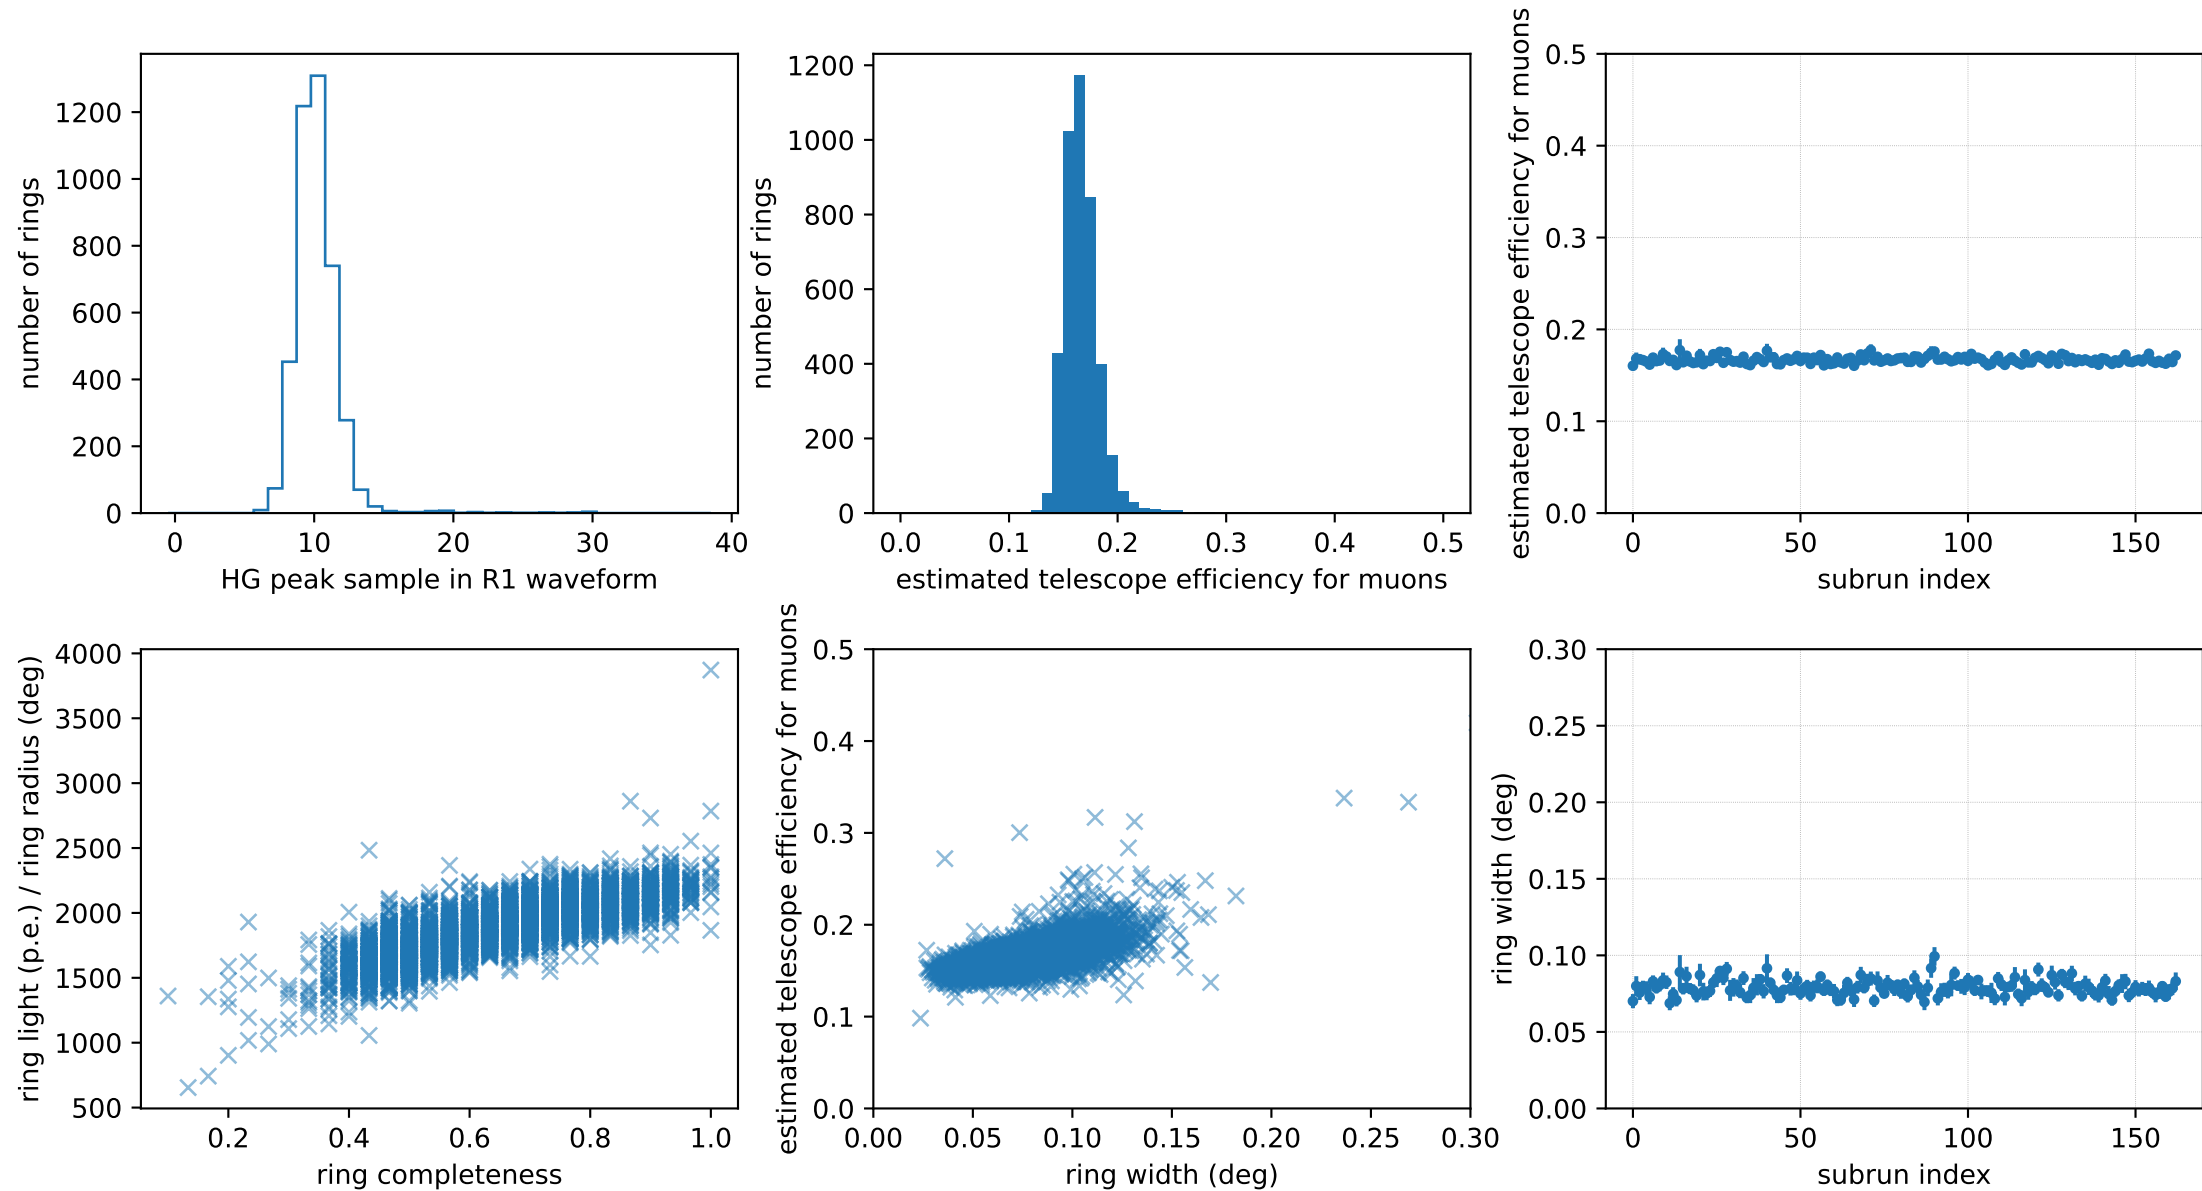 number of rings
1200
1000
800
600
400
200
0
0 10 20 30 40
HG peak sample in R1 waveform
number of rings
1200
1000
800
600
400
200
0
0.0 0.1 0.2 0.3 0.4 0.5
estimated telescope efficiency for muons
estimated telescope efficiency for muons
0.5
0.4
0.3
0.2
0.1
0.0
0 50 100 150
subrun index
ring light (p.e.) / ring radius (deg)
4000
3500
3000
2500
2000
1500
1000
500
0.2 0.4 0.6 0.8 1.0
ring completeness
estimated telescope efficiency for muons
0.5
0.4
0.3
0.2
0.1
0.0
0.00 0.05 0.10 0.15 0.20 0.25 0.30
ring width (deg)
ring width (deg)
0.30
0.25
0.20
0.15
0.10
0.05
0.00
0 50 100 150
subrun index